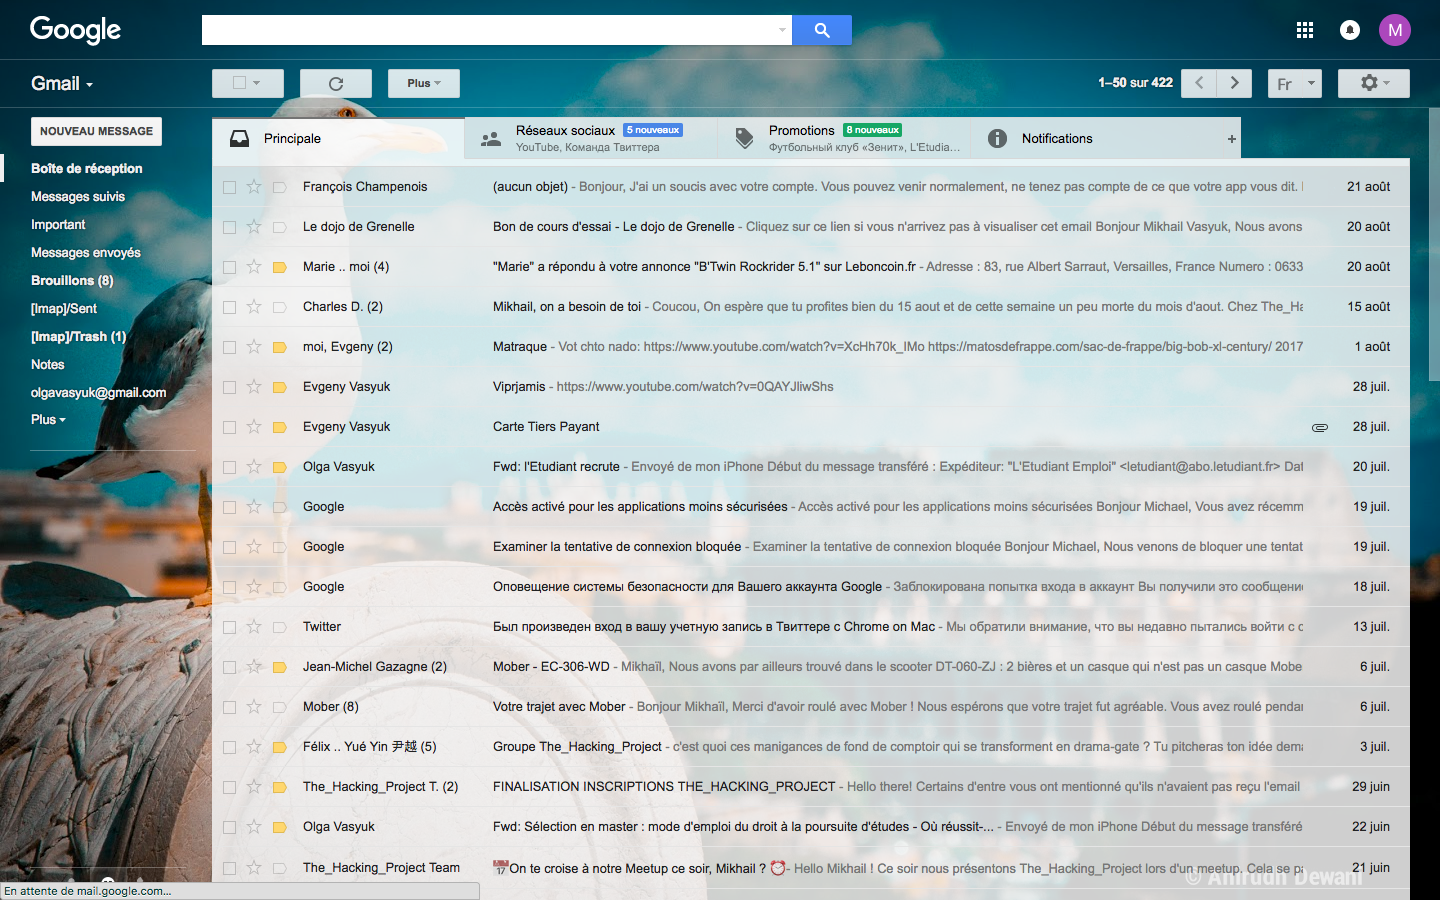 Google
M
Gmail
Plus
1–50 sur 422
Fr
NOUVEAU MESSAGE
Boîte de réception
Messages suivis
Important
Messages envoyés
Brouillons (8)
[Imap]/Sent
[Imap]/Trash (1)
Notes
olgavasyuk@gmail.com
Plus
Principale
Réseaux sociaux 5 nouveaux
YouTube, Команда Твиттера
Promotions 8 nouveaux
Футбольный клуб «Зенит», L'Etudia...
Notifications
+
François Champenois (aucun objet) - Bonjour, J'ai un soucis avec votre compte. Vous pouvez venir normalement, ne tenez pas compte de ce que votre app vous dit. 21 août
Le dojo de Grenelle Bon de cours d'essai - Le dojo de Grenelle - Cliquez sur ce lien si vous n'arrivez pas à visualiser cet email Bonjour Mikhail Vasyuk, Nous avons 20 août
Marie .. moi (4) "Marie" a répondu à votre annonce "B'Twin Rockrider 5.1" sur Leboncoin.fr - Adresse : 83, rue Albert Sarraut, Versailles, France Numero : 0633 20 août
Charles D. (2) Mikhail, on a besoin de toi - Coucou, On espère que tu profites bien du 15 aout et de cette semaine un peu morte du mois d'aout. Chez The_Ha 15 août
moi, Evgeny (2) Matraque - Vot chto nado: https://www.youtube.com/watch?v=XcHh70k_IMo https://matosdefrappe.com/sac-de-frappe/big-bob-xl-century/ 2017 1 août
Evgeny Vasyuk Viprjamis - https://www.youtube.com/watch?v=0QAYJliwShs 28 juil.
Evgeny Vasyuk Carte Tiers Payant 28 juil.
Olga Vasyuk Fwd: l'Etudiant recrute - Envoyé de mon iPhone Début du message transféré : Expéditeur: "L'Etudiant Emploi" <letudiant@abo.letudiant.fr> Dat 20 juil.
Google Accès activé pour les applications moins sécurisées - Accès activé pour les applications moins sécurisées Bonjour Michael, Vous avez récemm 19 juil.
Google Examiner la tentative de connexion bloquée - Examiner la tentative de connexion bloquée Bonjour Michael, Nous venons de bloquer une tentat 19 juil.
Google Оповещение системы безопасности для Вашего аккаунта Google - Заблокирована попытка входа в аккаунт Вы получили это сообщение 18 juil.
Twitter Был произведен вход в вашу учетную запись в Твиттере с Chrome on Mac - Мы обратили внимание, что вы недавно пытались войти с с 13 juil.
Jean-Michel Gazagne (2) Mober - EC-306-WD - Mikhaïl, Nous avons par ailleurs trouvé dans le scooter DT-060-ZJ : 2 bières et un casque qui n'est pas un casque Mobe 6 juil.
Mober (8) Votre trajet avec Mober - Bonjour Mikhaïl, Merci d'avoir roulé avec Mober ! Nous espérons que votre trajet fut agréable. Vous avez roulé pendan 6 juil.
Félix .. Yué Yin 尹越 (5) Groupe The_Hacking_Project - c'est quoi ces manigances de fond de comptoir qui se transforment en drama-gate ? Tu pitcheras ton idée dema 3 juil.
The_Hacking_Project T. (2) FINALISATION INSCRIPTIONS THE_HACKING_PROJECT - Hello there! Certains d'entre vous ont mentionné qu'ils n'avaient pas reçu l'email 29 juin
Olga Vasyuk Fwd: Sélection en master : mode d'emploi du droit à la poursuite d'études - Où réussit-... - Envoyé de mon iPhone Début du message transféré 22 juin
The_Hacking_Project Team 📅On te croise à notre Meetup ce soir, Mikhail ? ⏰- Hello Mikhail ! Ce soir nous présentons The_Hacking_Project lors d'un meetup. Cela se pa 21 juin
© Anirudh Dewani
En attente de mail.google.com...